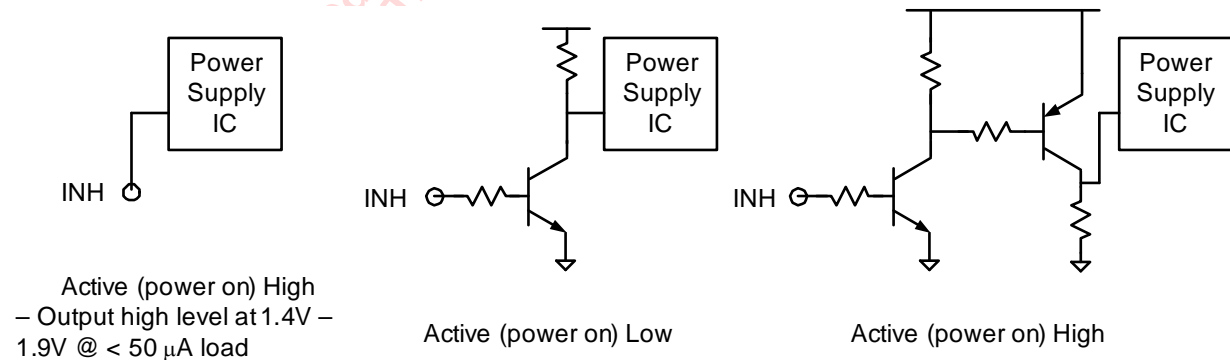 Power
Supply
IC
INH
Active (power on) High
– Output high level at 1.4V –
1.9V @ < 50 μA load
Power
Supply
IC
INH
Active (power on) Low
Power
Supply
IC
INH
Active (power on) High